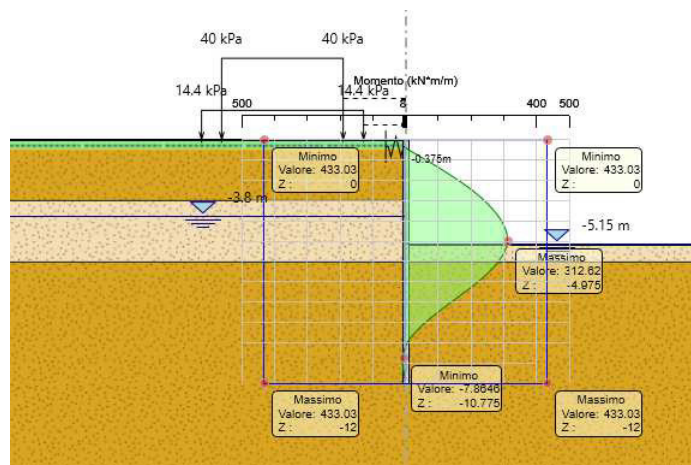 40 kPa
40 kPa
Momento (kN*m/m)
14.4 kPa
14.4 kPa
500
8
400
500
-0.375m
Minimo
Valore: 433.03
Z : 0
Minimo
Valore: 433.03
Z : 0
-3.8 m
-5.15 m
Massimo
Valore: 312.62
Z : -4.975
Minimo
Valore: -7.8646
Z : -10.775
Massimo
Valore: 433.03
Z : -12
Massimo
Valore: 433.03
Z : -12